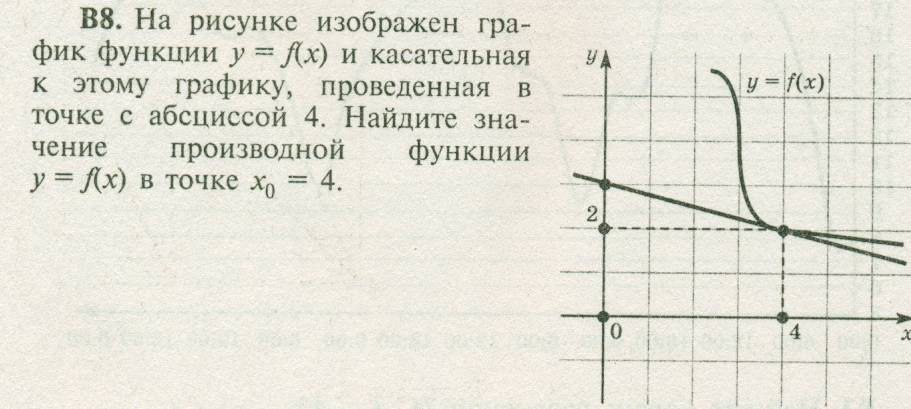 B8. На рисунке изображен гра-
фик функции y = f(x) и касательная
к этому графику, проведенная в
точке с абсциссой 4. Найдите зна-
чение производной функции
y = f(x) в точке x₀ = 4.
y
y = f(x)
2
0
4
x